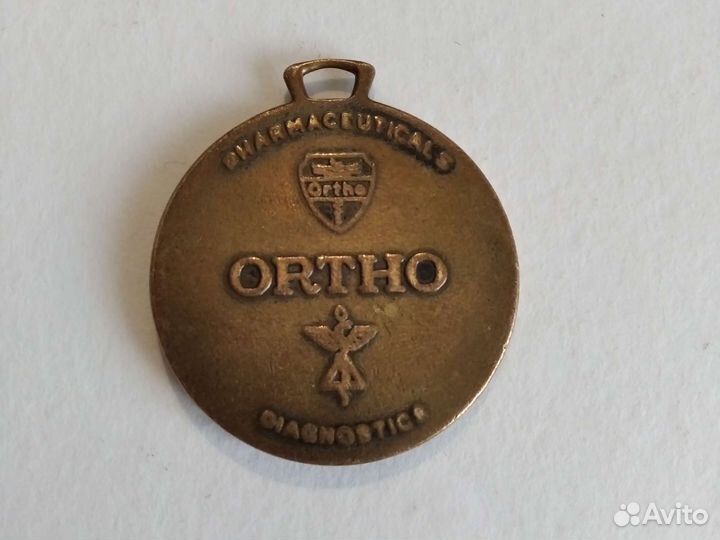 PHARMACEUTICALS
Ortho
ORTHO
DIAGNOSTICS
Avito